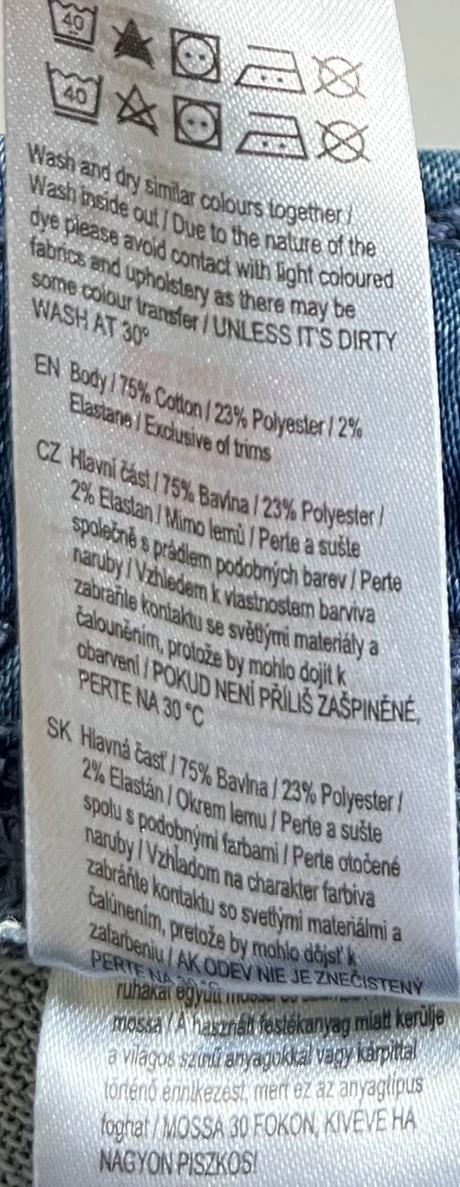 40
40
Wash and dry similar colours together /
Wash inside out / Due to the nature of the
dye please avoid contact with light coloured
fabrics and upholstery as there may be
some colour transfer / UNLESS IT'S DIRTY
WASH AT 30°
EN Body / 75% Cotton / 23% Polyester / 2%
Elastane / Exclusive of trims
CZ Hlavní část / 75% Bavlna / 23% Polyester /
2% Elastan / Mimo lemů / Perte a sušte
společně s prádlem podobných barev / Perte
naruby / Vzhledem k vlastnostem barviva
zabraňte kontaktu se světlými materiály a
čalouněním, protože by mohlo dojít k
obarvení / POKUD NENÍ PŘÍLIŠ ZAŠPINĚNÉ,
PERTE NA 30 °C
SK Hlavná časť / 75% Bavlna / 23% Polyester /
2% Elastán / Okrem lemu / Perte a sušte
spolu s podobnými farbami / Perte otočené
naruby / Vzhľadom na charakter farbiva
zabráňte kontaktu so svetlými materiálmi a
čalúnením, pretože by mohlo dôjsť k
zafarbeniu / AK ODEV NIE JE ZNEČISTENÝ
PERTE NA 30 °C
ruhákat együtt
mossa / A használt festékanyag miatt kerülje
a világos színű anyagokkal vagy kárpittal
történő érintkezést, mert ez az anyagtípus
foghat / MOSSA 30 FOKON, KIVÉVE HA
NAGYON PISZKOS!